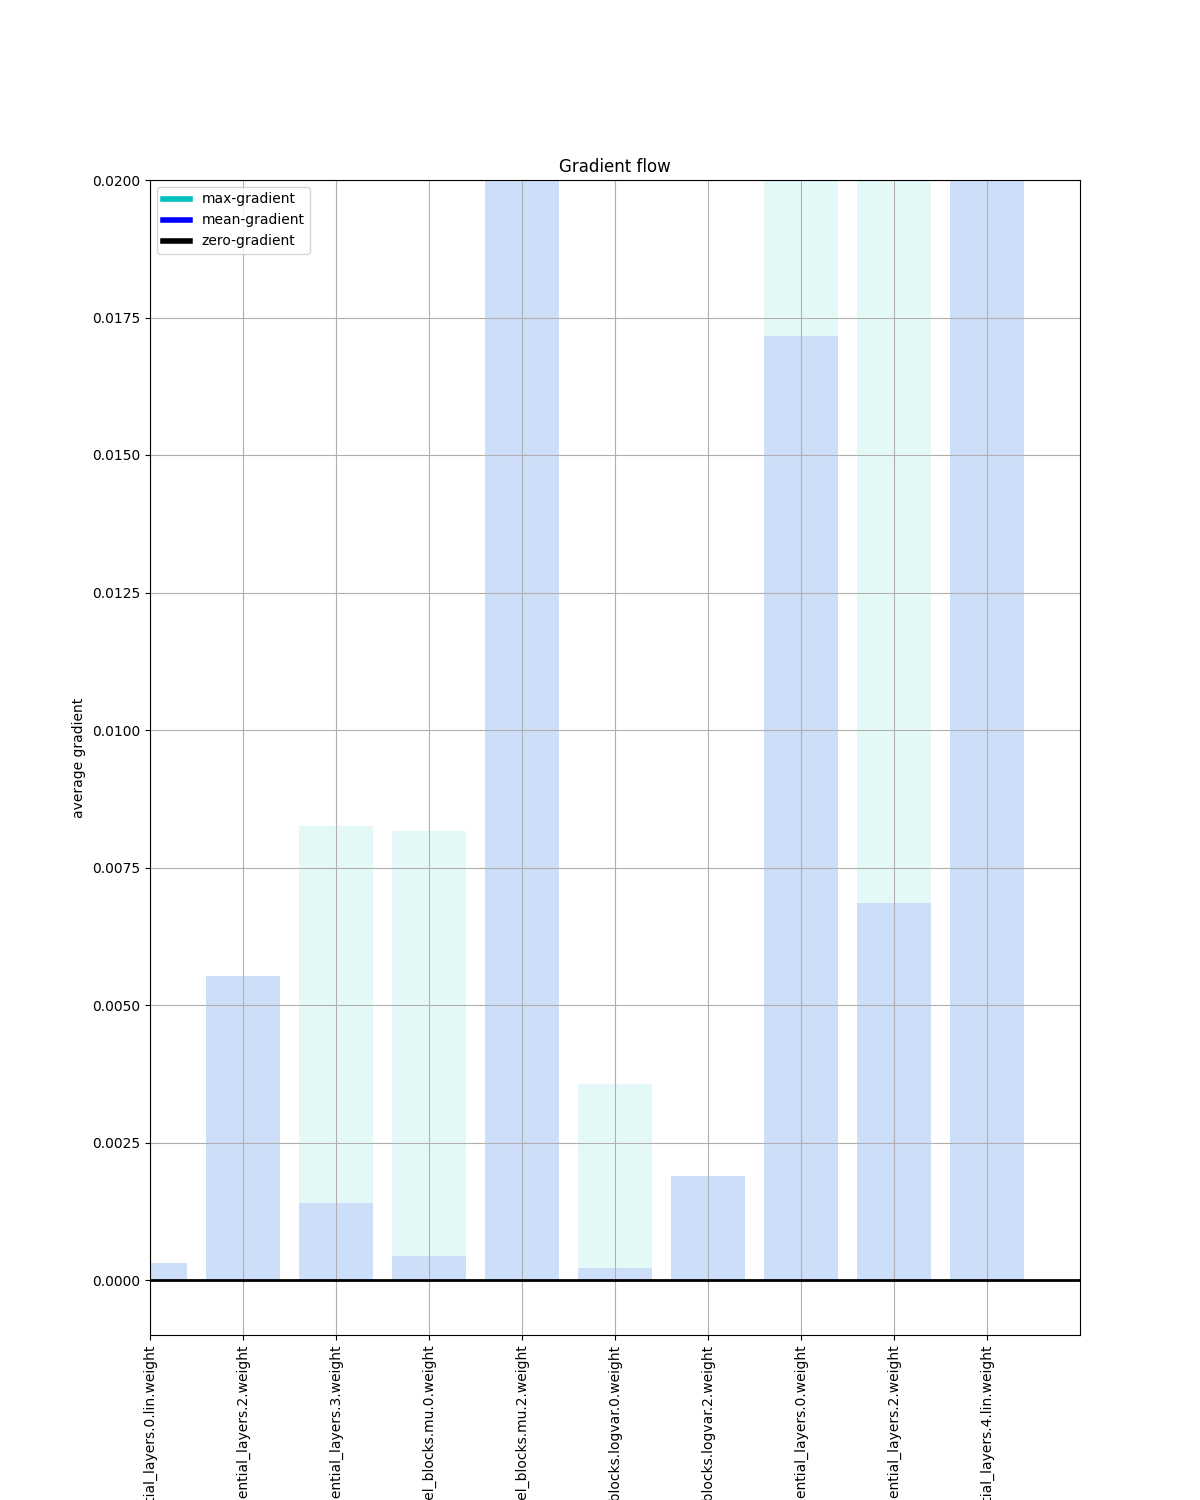 Gradient flow
max-gradient
mean-gradient
zero-gradient
0.0200
0.0175
0.0150
0.0125
0.0100
0.0075
0.0050
0.0025
0.0000
average gradient
tial_layers.0.lin.weight
ential_layers.2.weight
ential_layers.3.weight
el_blocks.mu.0.weight
el_blocks.mu.2.weight
blocks.logvar.0.weight
blocks.logvar.2.weight
ential_layers.0.weight
ential_layers.2.weight
tial_layers.4.lin.weight